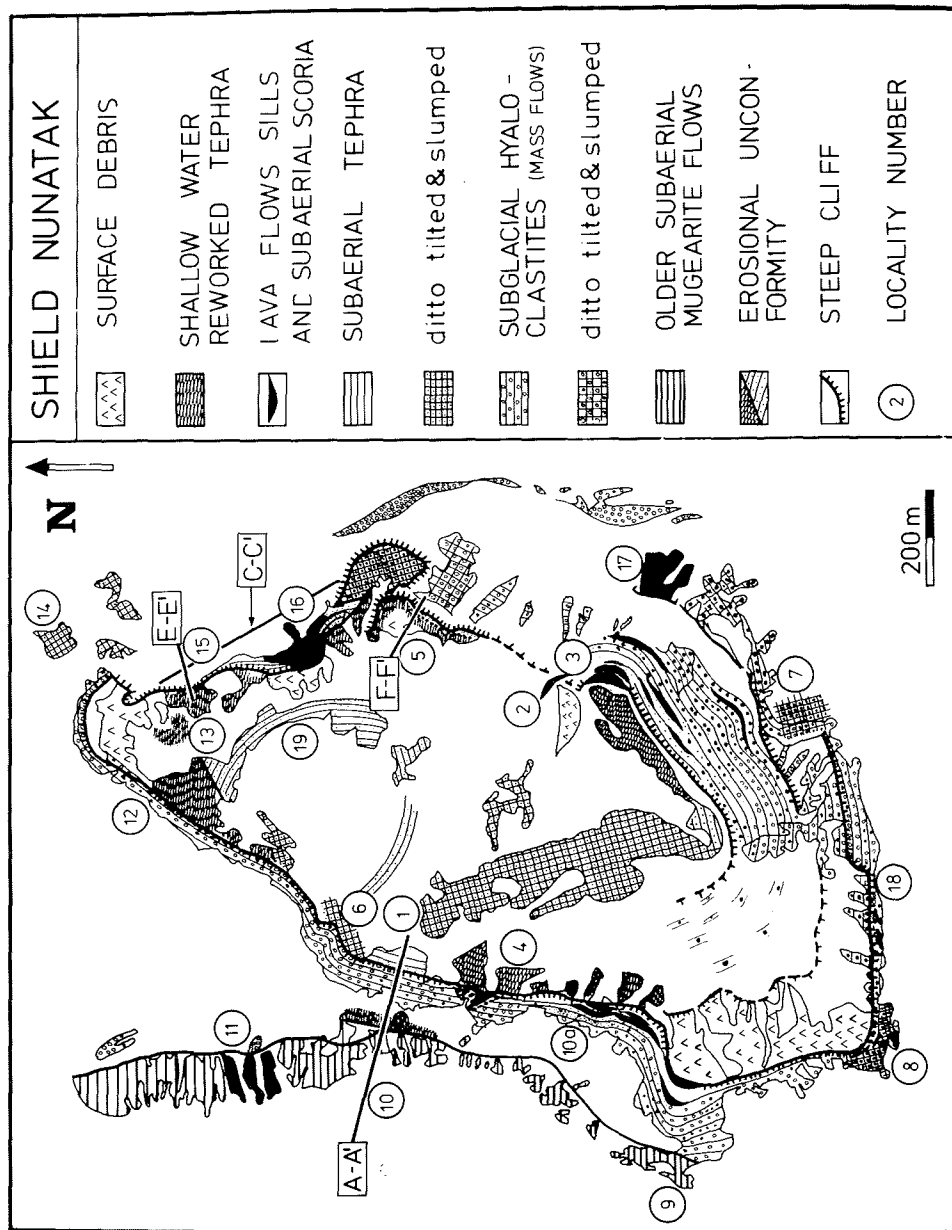 SHIELD NUNATAK
SURFACE DEBRIS
SHALLOW WATER
REWORKED TEPHRA
LAVA FLOWS SILLS
AND SUBAERIAL SCORIA
SUBAERIAL TEPHRA
ditto tilted & slumped
SUBGLACIAL HYALO-
CLASTITES (MASS FLOWS)
ditto tilted & slumped
OLDER SUBAERIAL
MUGEARITE FLOWS
EROSIONAL UNCON-
FORMITY
STEEP CLIFF
2 LOCALITY NUMBER
N
14
C-C'
E-E'
15
16
13
12
19
F-F'
5
17
6
1
2
3
11
4
7
10
A-A'
10a
18
9
8
200 m